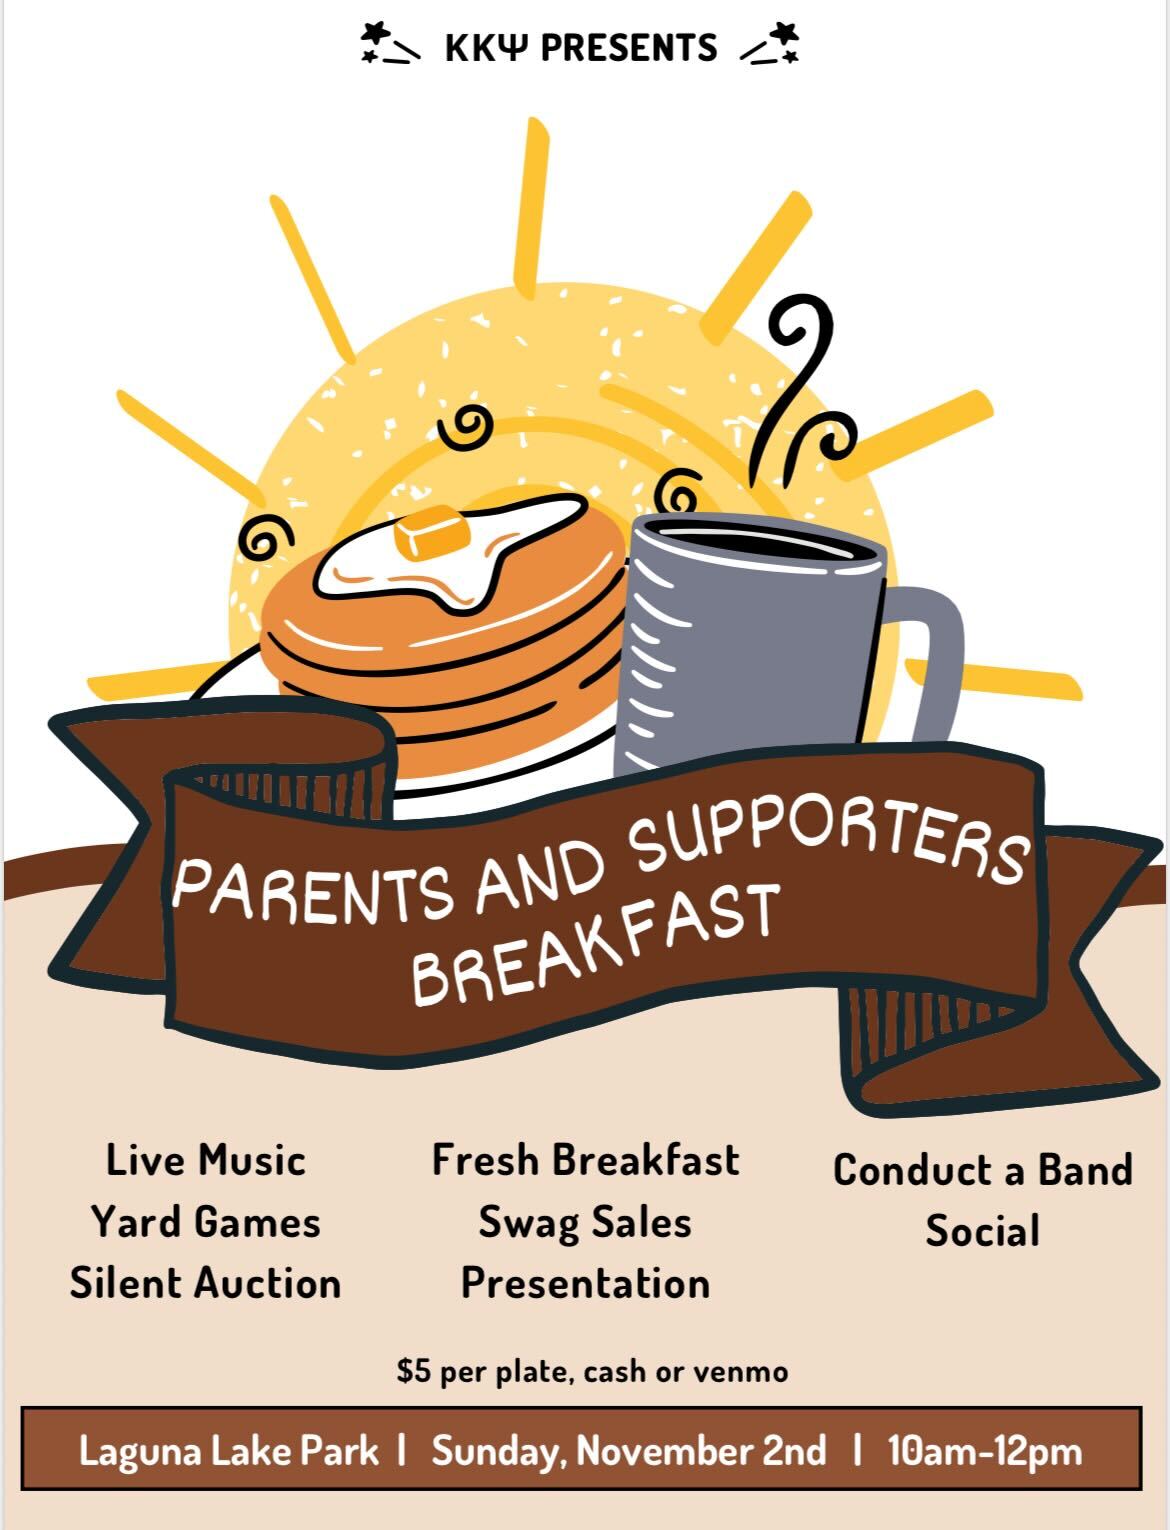 KKΨ PRESENTS
PARENTS AND SUPPORTERS
BREAKFAST
Live Music
Yard Games
Silent Auction
Fresh Breakfast
Swag Sales
Presentation
Conduct a Band
Social
$5 per plate, cash or venmo
Laguna Lake Park | Sunday, November 2nd | 10am-12pm